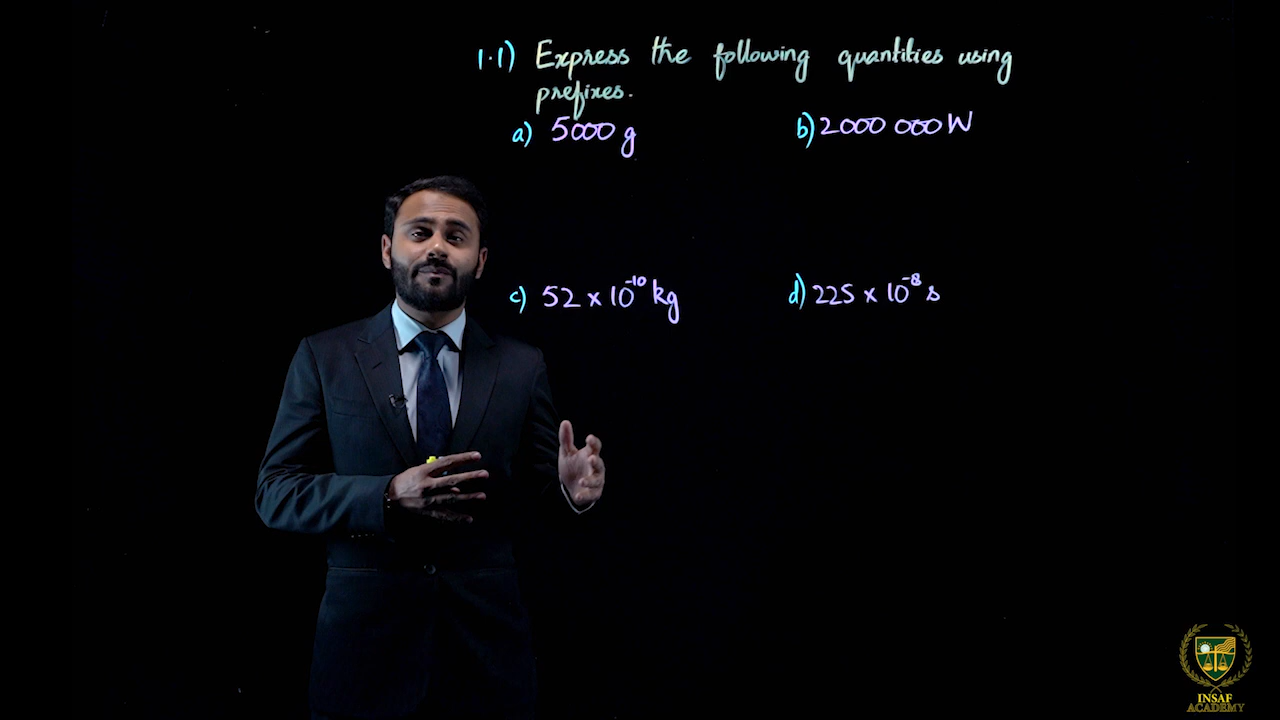 1.1) Express the following quantities using
prefixes.
a) 5000 g
b) 2000 000 W
c) 52 x 10⁻¹⁰ kg
d) 225 x 10⁻⁸ s
INSAF
ACADEMY